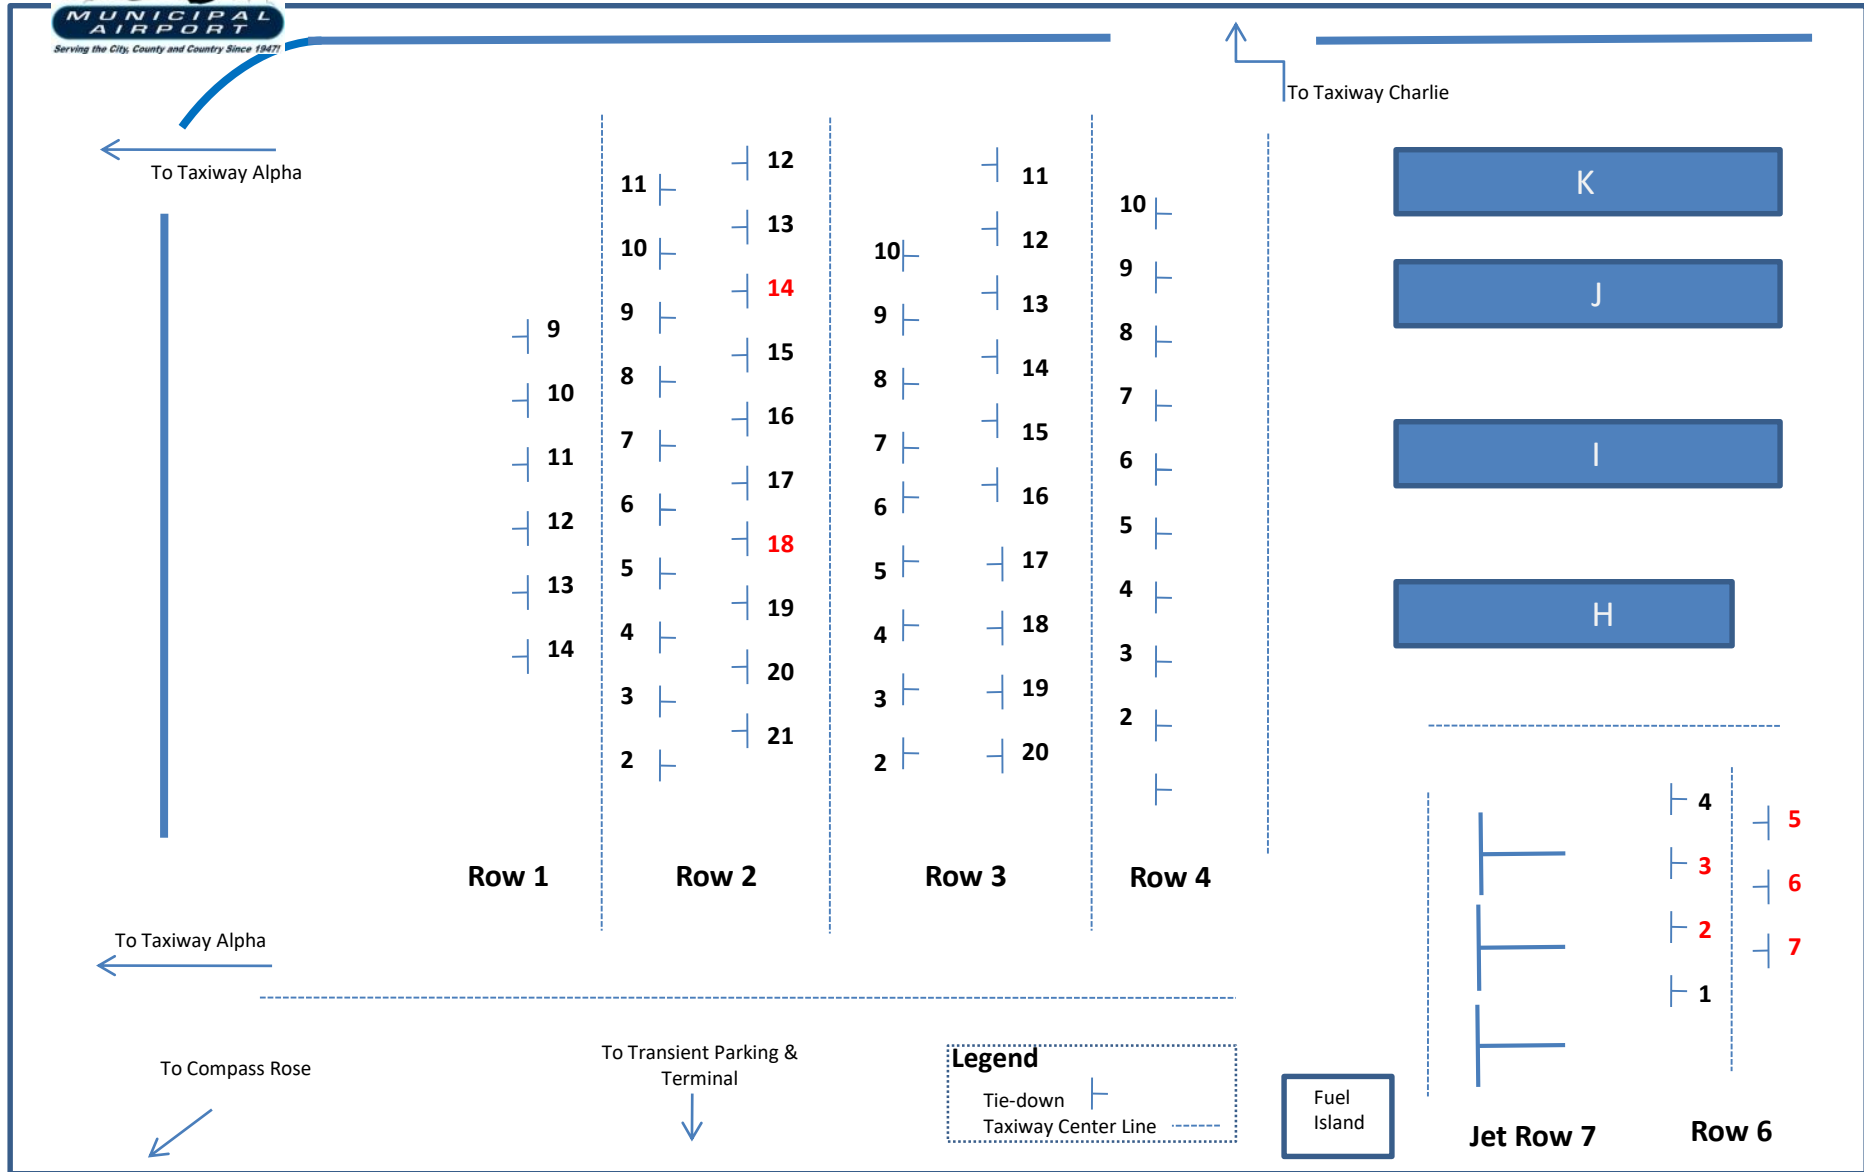 MUNICIPAL
AIRPORT
Serving the City, County and Country Since 1947!
To Taxiway Charlie
To Taxiway Alpha
9
10
11
12
13
14
Row 1
11
10
9
8
7
6
5
4
3
2
12
13
14
15
16
17
18
19
20
21
Row 2
10
9
8
7
6
5
4
3
2
11
12
13
14
15
16
17
18
19
20
Row 3
10
9
8
7
6
5
4
3
2
Row 4
K
J
I
H
4
3
2
1
5
6
7
Row 6
Jet Row 7
To Taxiway Alpha
To Compass Rose
To Transient Parking &
Terminal
Legend
Tie-down
Taxiway Center Line
Fuel
Island